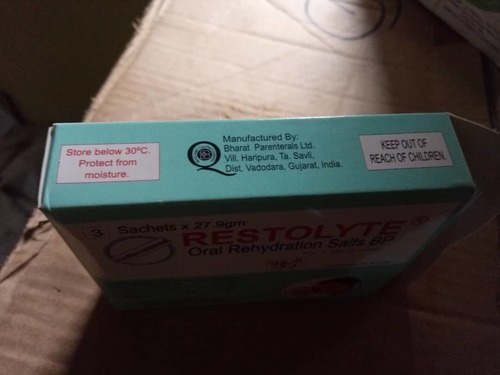 Store below 30ºC.
Protect from
moisture.
Manufactured By:
Bharat Parenterals Ltd.
Vill. Haripura, Ta. Savli,
Dist. Vadodara, Gujarat, India.
KEEP OUT OF
REACH OF CHILDREN.
3 Sachets x 27.9gm
RESTOLYTE®
Oral Rehydration Salts BP